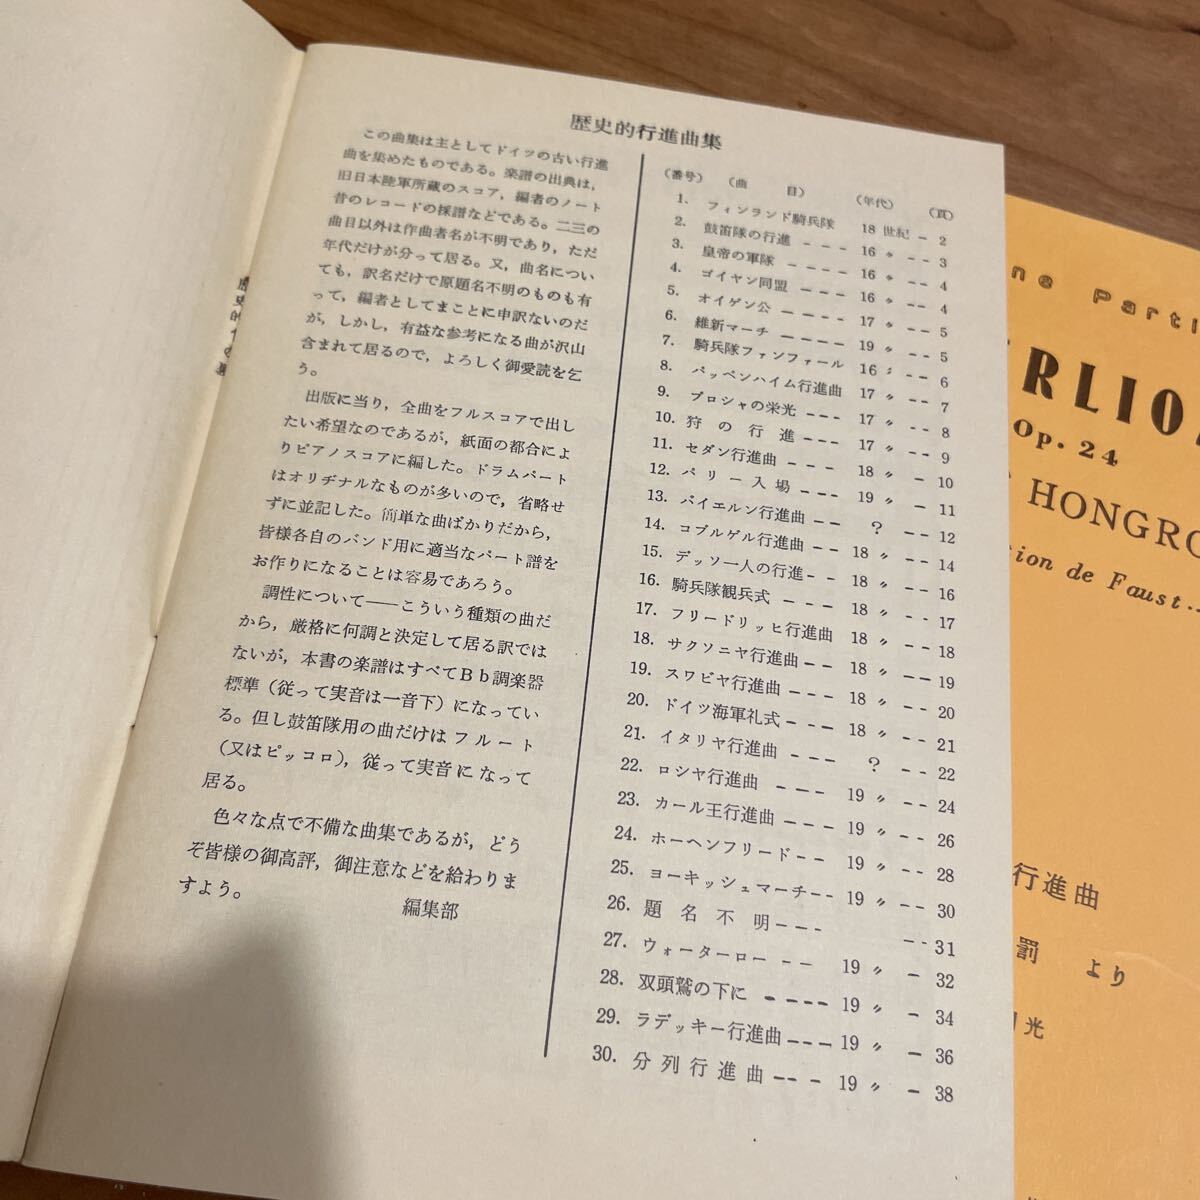 歴史的行進曲集
この曲集は主としてドイツの古い行進
曲を集めたものである。楽譜の出典は，
旧日本陸軍所蔵のスコア，編者のノート
昔のレコードの採譜などである。二三の
曲目以外は作曲者名が不明であり，ただ
年代だけが分って居る。又，曲名につい
ても，訳名だけで原題名不明のものも有
って，編者としてまことに申訳ないのだ
が，しかし，有益な参考になる曲が沢山
含まれて居るので，よろしく御愛読を乞
う。
出版に当り，全曲をフルスコアで出し
たい希望なのであるが，紙面の都合によ
りピアノスコアに編した。ドラムパート
はオリヂナルなものが多いので，省略せ
ずに並記した。簡単な曲ばかりだから，
皆様各自のバンド用に適当なパート譜を
お作りになることは容易であろう。
調性について――こういう種類の曲だ
から，厳格に何調と決定して居る訳では
ないが，本書の楽譜はすべてＢｂ調楽器
標準（従って実音は一音下）になってい
る。但し鼓笛隊用の曲だけはフルート
（又はピッコロ），従って実音になって
居る。
色々な点で不備な曲集であるが，どう
ぞ皆様の御高評，御注意などを給わりま
すよう。
編集部
（番号）（曲　目）（年代）（頁）
1. フィンランド騎兵隊 18 世紀 — 2
2. 鼓笛隊の行進 — — — 16 〃 — — 3
3. 皇帝の軍隊 — — — — 16 〃 — — 4
4. ゴイヤン同盟 — — — 16 〃 — — 4
5. オイゲン公 — — — — 17 〃 — — 5
6. 維新マーチ — — — — 19 〃 — — 5
7. 騎兵隊ファンファール 16 〃 — — 6
8. パッペンハイム行進曲 17 〃 — — 7
9. プロシャの栄光 — — — 17 〃 — — 8
10. 狩の行進 — — — 17 〃 — — 9
11. セダン行進曲 — — — 18 〃 — 10
12. パリー入場 — — — 19 〃 — 11
13. バイエルン行進曲 — — ？ — — 12
14. コブルゲル行進曲 — — 18 〃 — — 14
15. デッソー人の行進 — — 18 〃 — — 16
16. 騎兵隊観兵式 — — — 18 〃 — — 17
17. フリードリッヒ行進曲 18 〃 — — 18
18. サクソニヤ行進曲 — — 18 〃 — — 19
19. スワビヤ行進曲 — — — 18 〃 — — 20
20. ドイツ海軍礼式 — — — 18 〃 — — 21
21. イタリヤ行進曲 — — — ？ — — 22
22. ロシヤ行進曲 — — — 19 〃 — — 24
23. カール王行進曲 — — — 19 〃 — — 26
24. ホーヘンフリード — — 19 〃 — — 28
25. ヨーキッシュマーチ — — 19 〃 — — 30
26. 題名不明 — — — — — 31
27. ウォーターロー — — 19 〃 — 32
28. 双頭鷲の下に — — — — 19 〃 — 34
29. ラデッキー行進曲 — — — 19 〃 — 36
30. 分列行進曲 — — — 19 〃 — 38
RLIO
Op. 24
HONGRO
ion de Faust
行進曲
罰 より
光